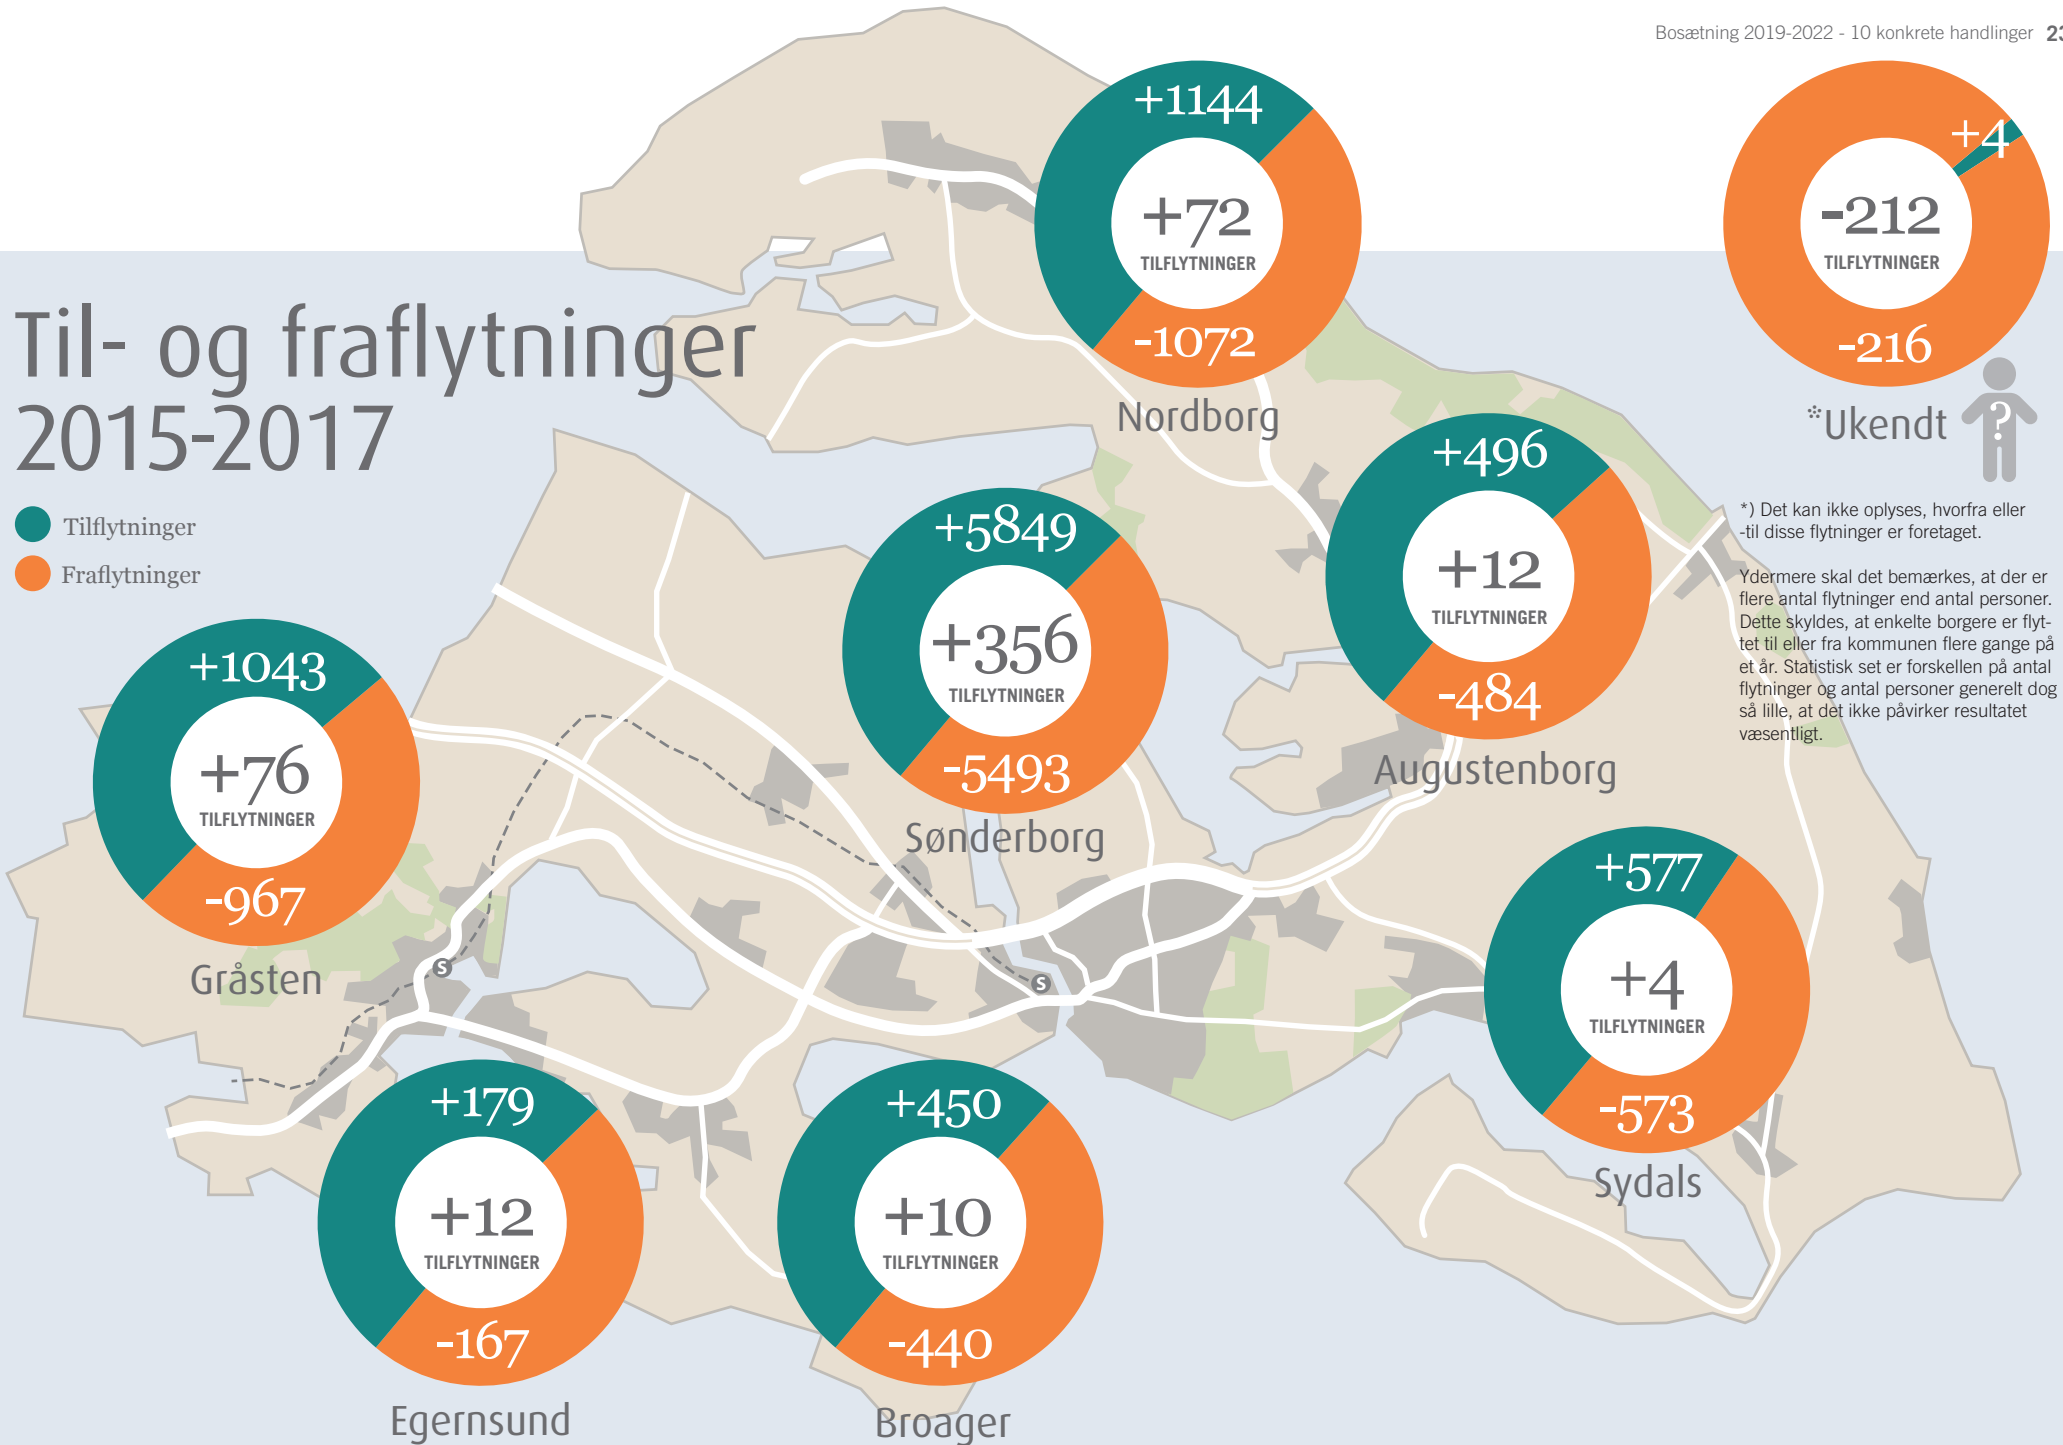 Bosætning 2019-2022 - 10 konkrete handlinger 23
Til- og fraflytninger
2015-2017
Tilflytninger
Fraflytninger
+1144
+72
TILFLYTNINGER
-1072
Nordborg
+4
-212
TILFLYTNINGER
-216
*Ukendt
?
*) Det kan ikke oplyses, hvorfra eller
-til disse flytninger er foretaget.
Ydermere skal det bemærkes, at der er
flere antal flytninger end antal personer.
Dette skyldes, at enkelte borgere er flyt-
tet til eller fra kommunen flere gange på
et år. Statistisk set er forskellen på antal
flytninger og antal personer generelt dog
så lille, at det ikke påvirker resultatet
væsentligt.
+496
+12
TILFLYTNINGER
-484
Augustenborg
+5849
+356
TILFLYTNINGER
-5493
Sønderborg
+1043
+76
TILFLYTNINGER
-967
Gråsten
S
S
+577
+4
TILFLYTNINGER
-573
Sydals
+179
+12
TILFLYTNINGER
-167
Egernsund
+450
+10
TILFLYTNINGER
-440
Broager